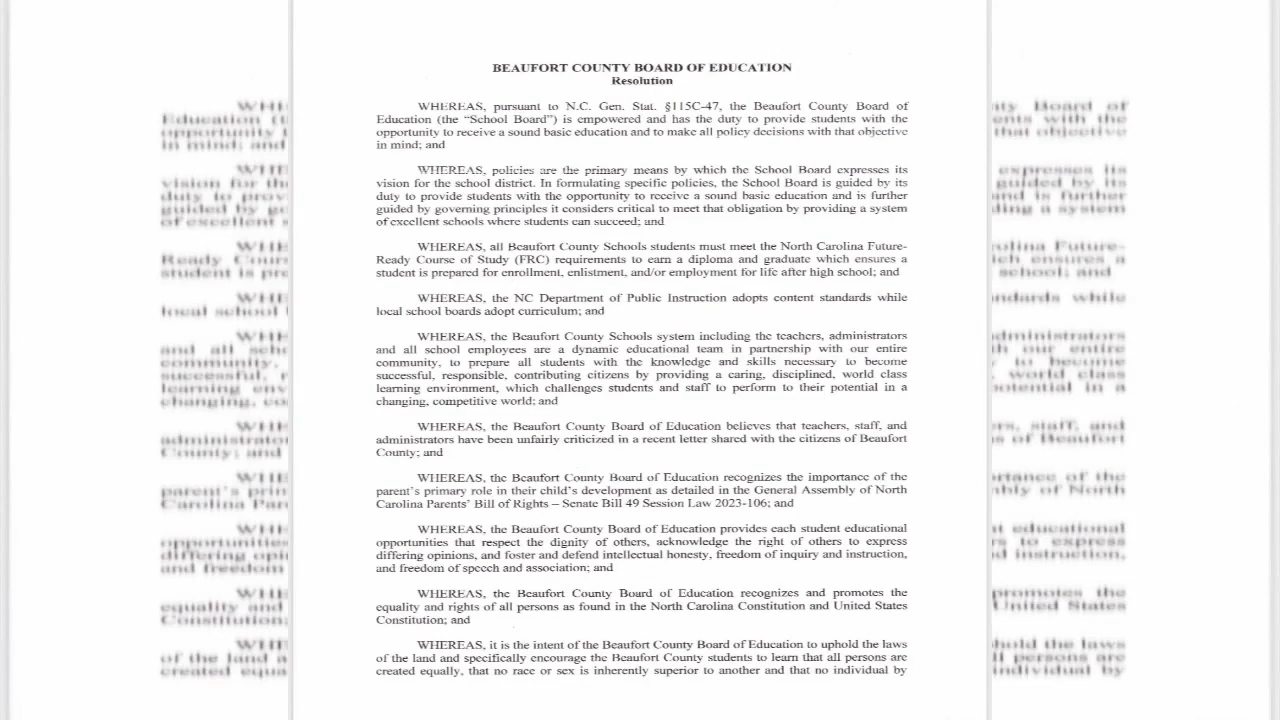 BEAUFORT COUNTY BOARD OF EDUCATION
Resolution
WHEREAS, pursuant to N.C. Gen. Stat. §115C-47, the Beaufort County Board of
Education (the “School Board”) is empowered and has the duty to provide students with the
opportunity to receive a sound basic education and to make all policy decisions with that objective
in mind; and
WHEREAS, policies are the primary means by which the School Board expresses its
vision for the school district. In formulating specific policies, the School Board is guided by its
duty to provide students with the opportunity to receive a sound basic education and is further
guided by governing principles it considers critical to meet that obligation by providing a system
of excellent schools where students can succeed; and
WHEREAS, all Beaufort County Schools students must meet the North Carolina Future-
Ready Course of Study (FRC) requirements to earn a diploma and graduate which ensures a
student is prepared for enrollment, enlistment, and/or employment for life after high school; and
WHEREAS, the NC Department of Public Instruction adopts content standards while
local school boards adopt curriculum; and
WHEREAS, the Beaufort County Schools system including the teachers, administrators
and all school employees are a dynamic educational team in partnership with our entire
community, to prepare all students with the knowledge and skills necessary to become
successful, responsible, contributing citizens by providing a caring, disciplined, world class
learning environment, which challenges students and staff to perform to their potential in a
changing, competitive world; and
WHEREAS, the Beaufort County Board of Education believes that teachers, staff, and
administrators have been unfairly criticized in a recent letter shared with the citizens of Beaufort
County; and
WHEREAS, the Beaufort County Board of Education recognizes the importance of the
parent’s primary role in their child’s development as detailed in the General Assembly of North
Carolina Parents’ Bill of Rights – Senate Bill 49 Session Law 2023-106; and
WHEREAS, the Beaufort County Board of Education provides each student educational
opportunities that respect the dignity of others, acknowledge the right of others to express
differing opinions, and foster and defend intellectual honesty, freedom of inquiry and instruction,
and freedom of speech and association; and
WHEREAS, the Beaufort County Board of Education recognizes and promotes the
equality and rights of all persons as found in the North Carolina Constitution and United States
Constitution; and
WHEREAS, it is the intent of the Beaufort County Board of Education to uphold the laws
of the land and specifically encourage the Beaufort County students to learn that all persons are
created equally, that no race or sex is inherently superior to another and that no individual by